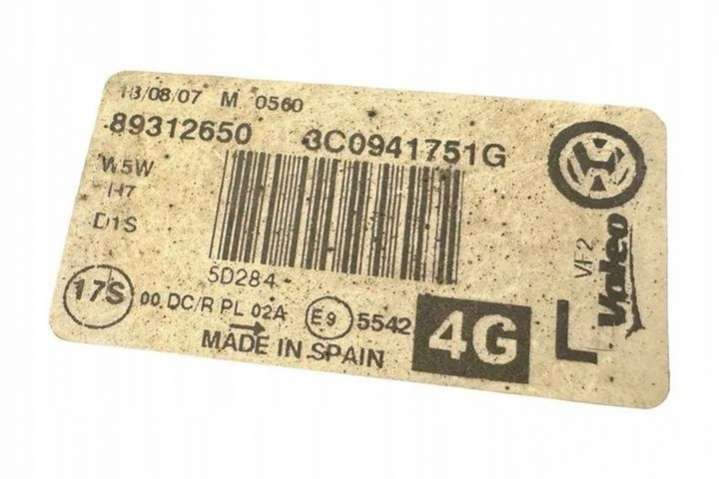 13/08/07 M 0560
89312650 3C0941751G
W5W
H7
D1S
5D284
17S 00 DC/R PL 02A E9 5542 4G L
MADE IN SPAIN
VF2
Valeo